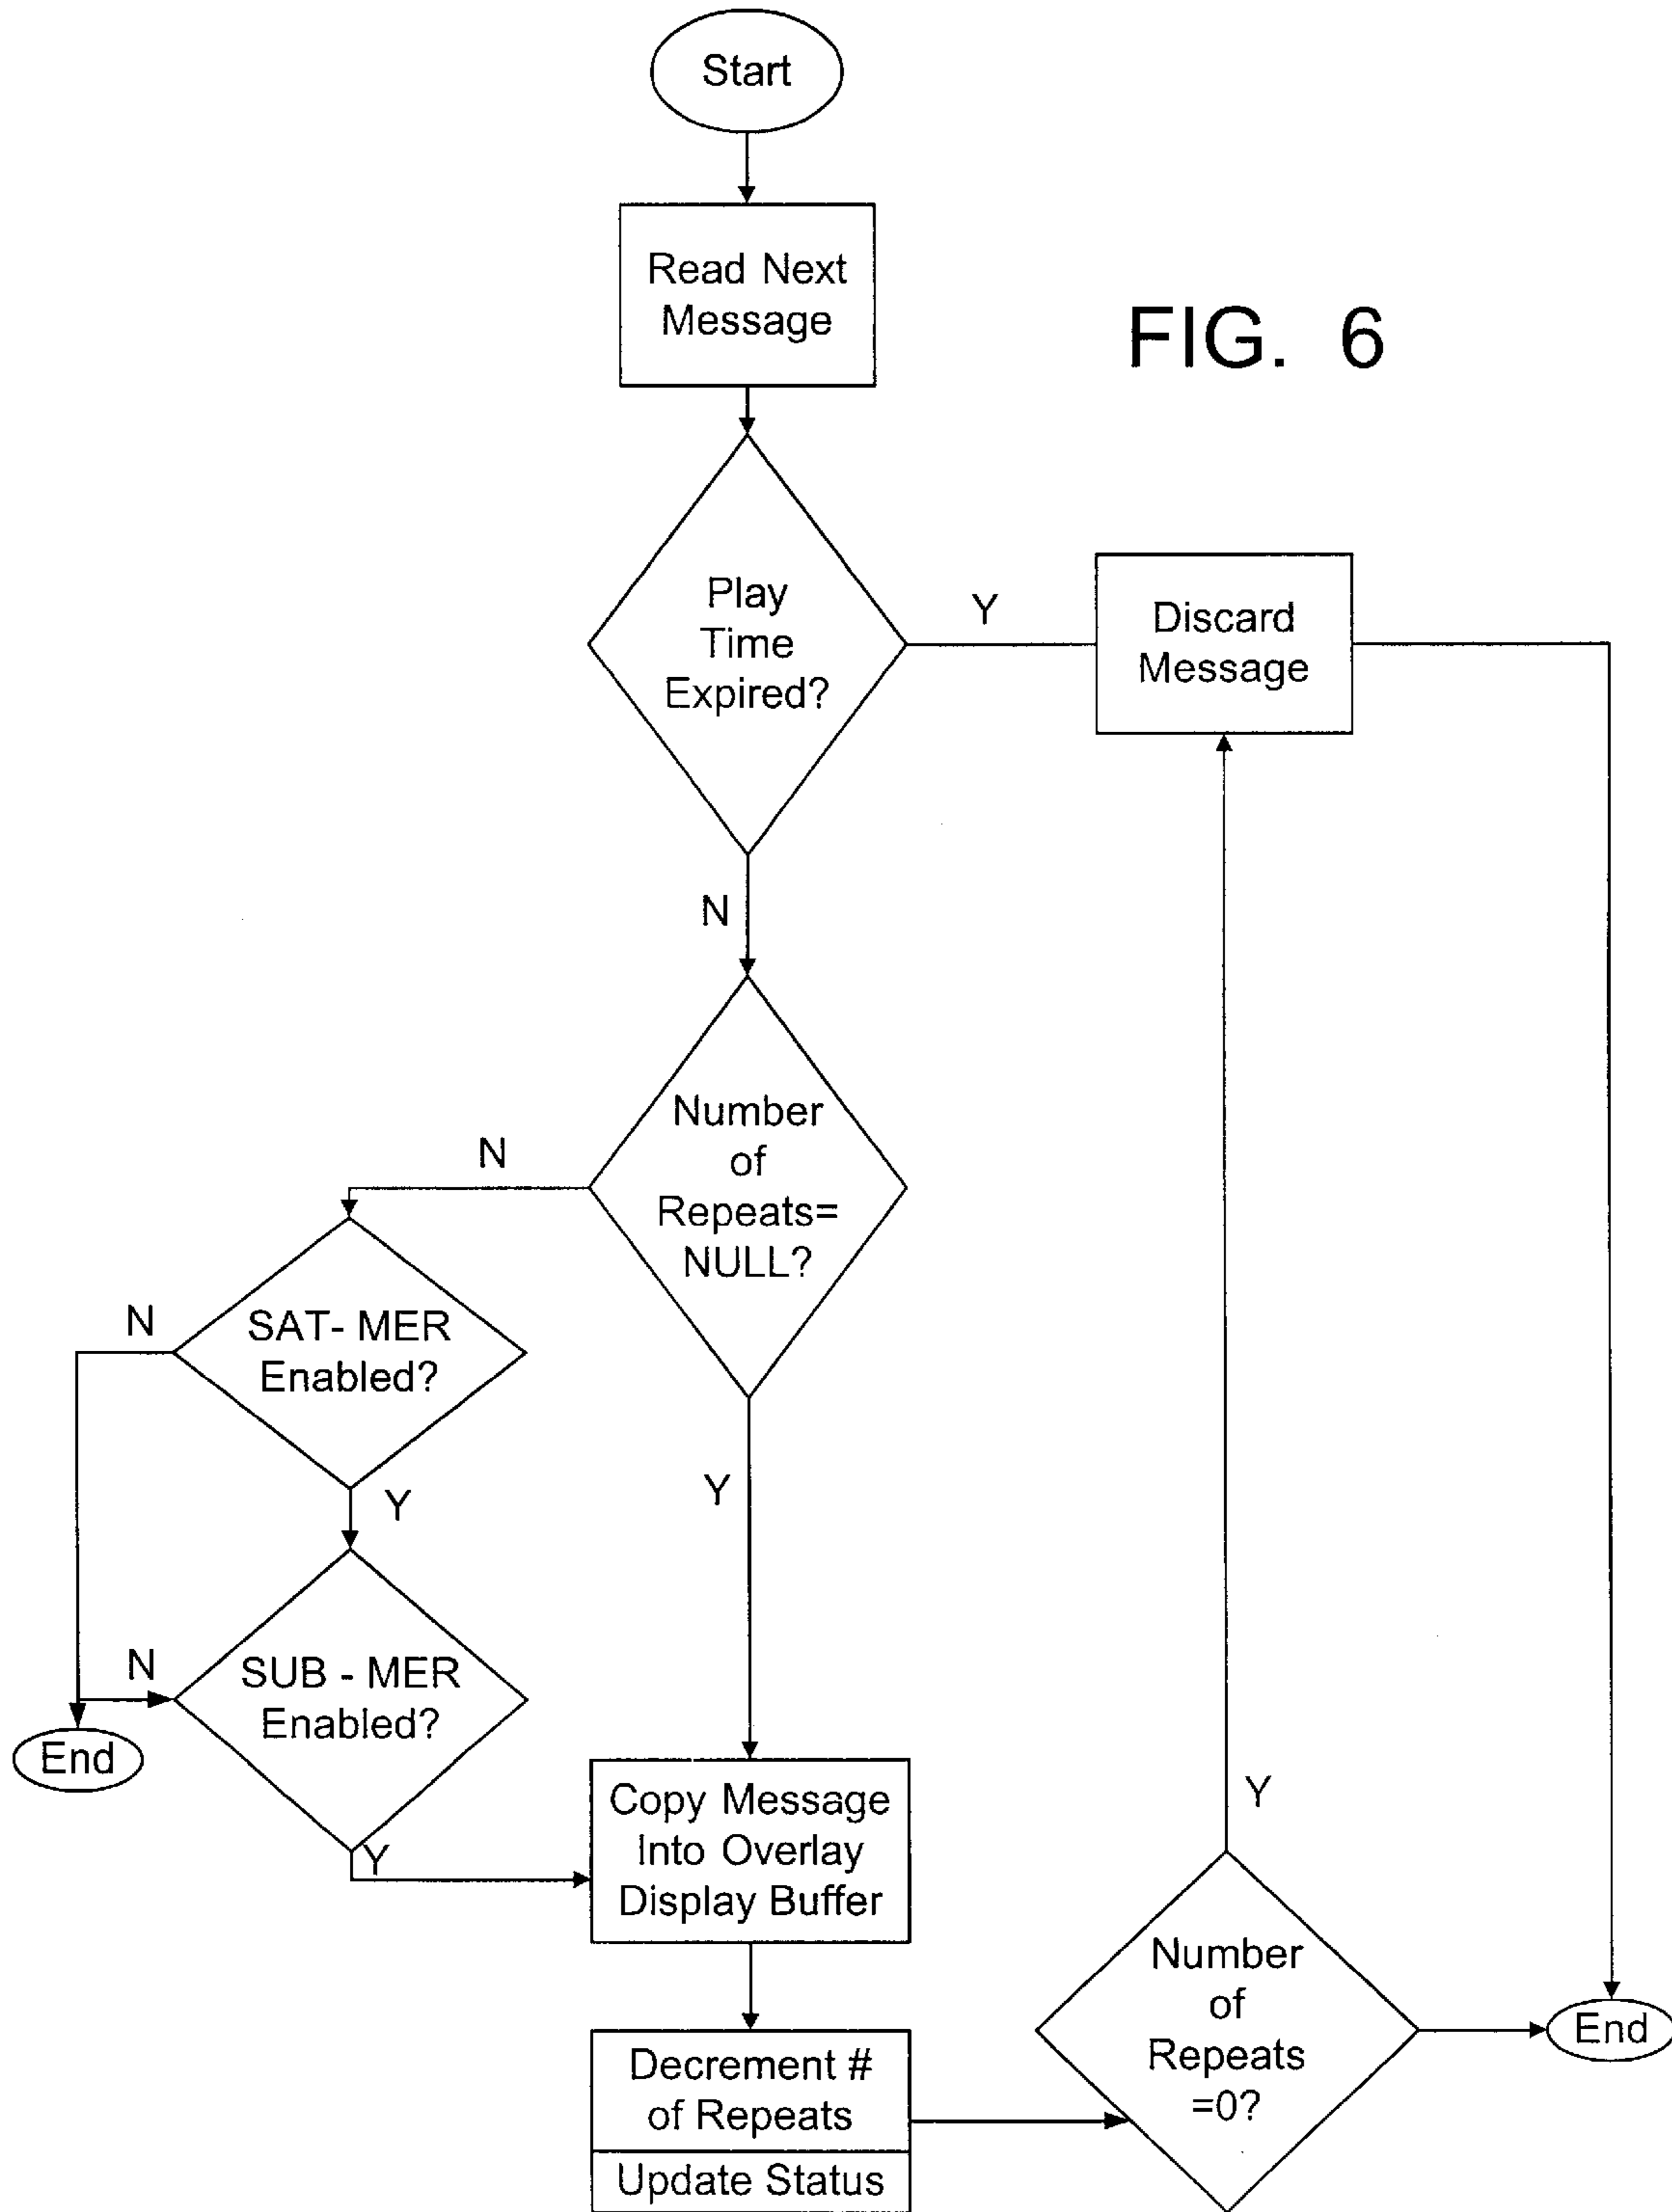 Start
Read Next
Message
FIG. 6
Play
Time
Expired?
Y
Discard
Message
N
Number
of
Repeats=
NULL?
N
SAT- MER
Enabled?
N
Y
Y
SUB - MER
Enabled?
N
End
Y
Copy Message
Into Overlay
Display Buffer
Y
Number
of
Repeats
=0?
End
Decrement #
of Repeats
Update Status